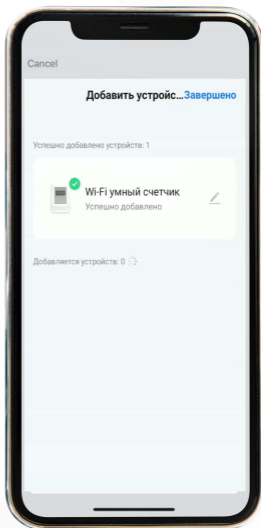 Cancel
Добавить устройс...Завершено
Успешно добавлено устройств: 1
Wi-Fi умный счетчик
Успешно добавлено
Добавляется устройств: 0